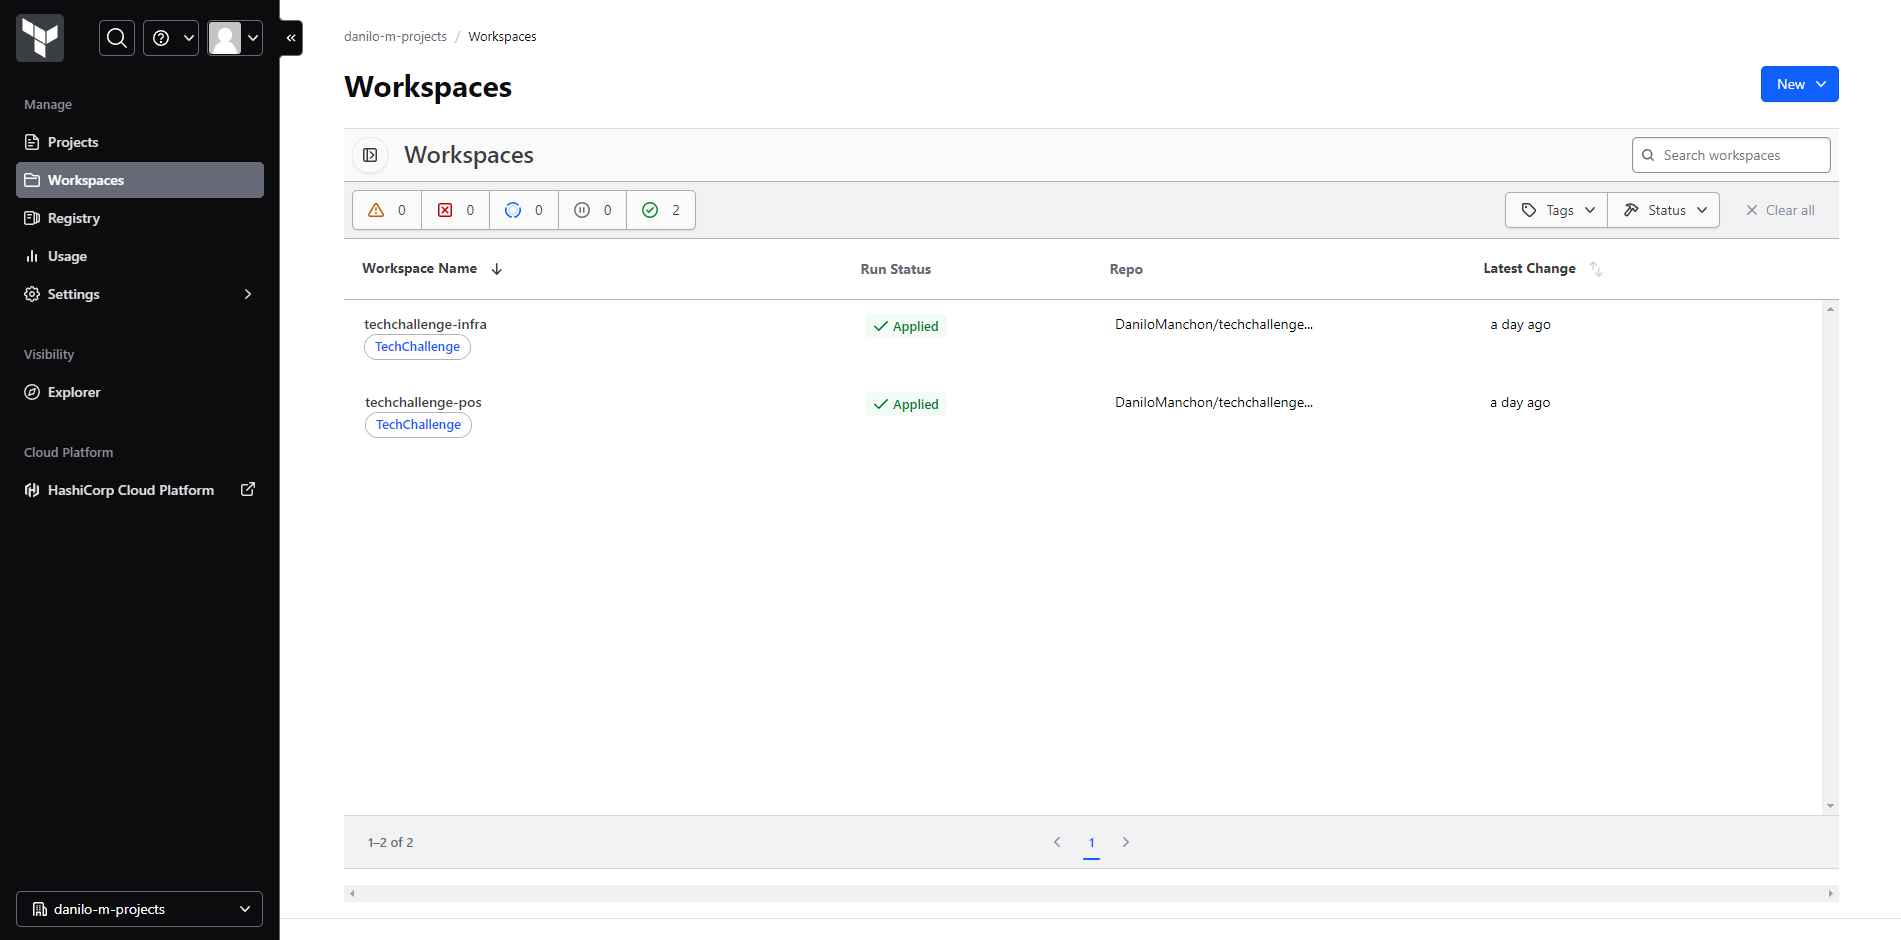 danilo-m-projects / Workspaces
Workspaces
New
Manage
Projects
Workspaces
Registry
Usage
Settings
Visibility
Explorer
Cloud Platform
HashiCorp Cloud Platform
danilo-m-projects
Workspaces
Search workspaces
0 0 0 0 2
Tags Status Clear all
Workspace Name Run Status Repo Latest Change
techchallenge-infra Applied DaniloManchon/techchallenge... a day ago
TechChallenge
techchallenge-pos Applied DaniloManchon/techchallenge... a day ago
TechChallenge
1–2 of 2 1